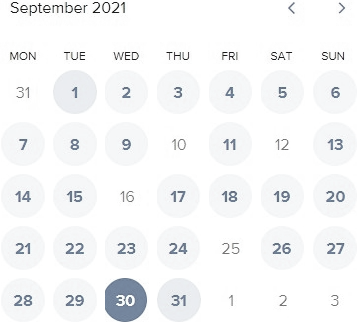 September 2021
MON TUE WED THU FRI SAT SUN
31 1 2 3 4 5 6
7 8 9 10 11 12 13
14 15 16 17 18 19 20
21 22 23 24 25 26 27
28 29 30 31 1 2 3